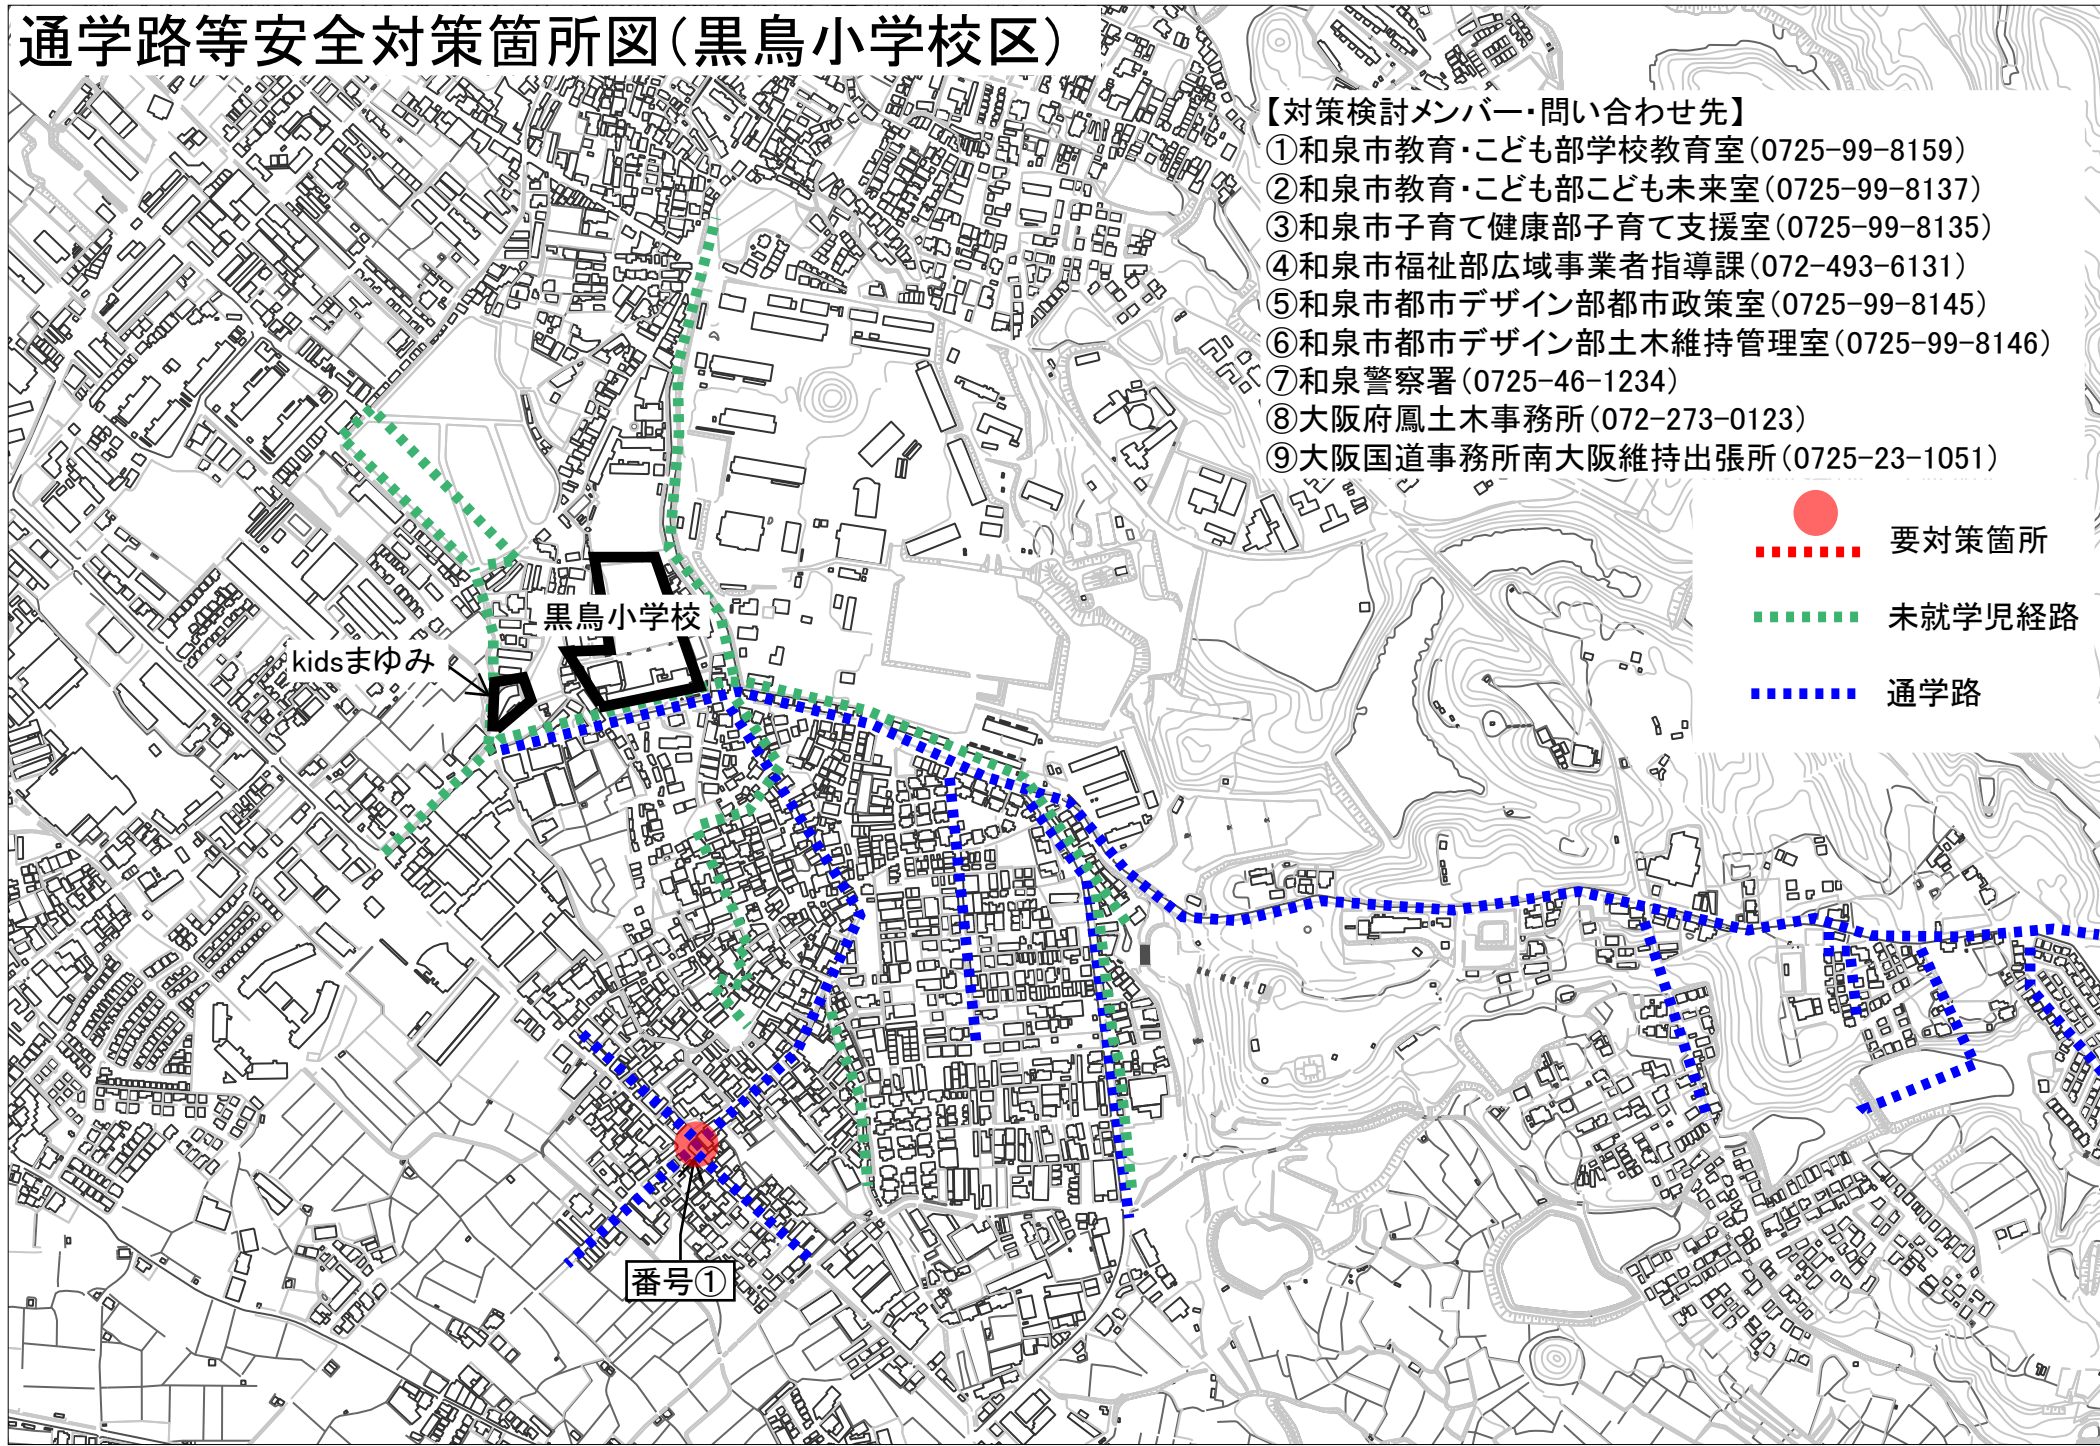 通学路等安全対策箇所図(黒鳥小学校区)
【対策検討メンバー・問い合わせ先】
①和泉市教育・こども部学校教育室(0725-99-8159)
②和泉市教育・こども部こども未来室(0725-99-8137)
③和泉市子育て健康部子育て支援室(0725-99-8135)
④和泉市福祉部広域事業者指導課(072-493-6131)
⑤和泉市都市デザイン部都市政策室(0725-99-8145)
⑥和泉市都市デザイン部土木維持管理室(0725-99-8146)
⑦和泉警察署(0725-46-1234)
⑧大阪府鳳土木事務所(072-273-0123)
⑨大阪国道事務所南大阪維持出張所(0725-23-1051)
要対策箇所
未就学児経路
通学路
黒鳥小学校
kidsまゆみ
番号①